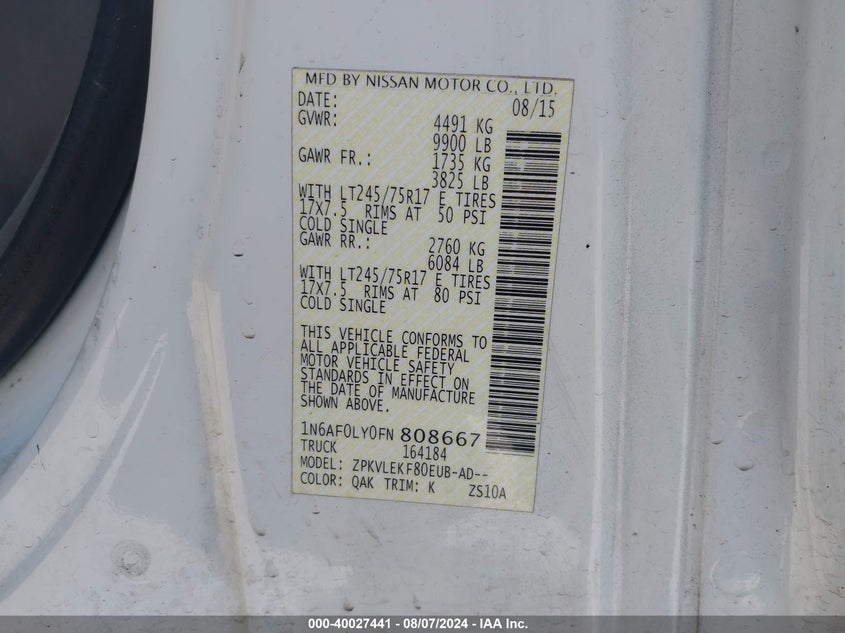 MFD BY NISSAN MOTOR CO., LTD.
DATE: 08/15
GVWR: 4491 KG
9900 LB
GAWR FR.: 1735 KG
3825 LB
WITH LT245/75R17 E TIRES
17X7.5 RIMS AT 50 PSI
COLD SINGLE
GAWR RR.: 2760 KG
6084 LB
WITH LT245/75R17 E TIRES
17X7.5 RIMS AT 80 PSI
COLD SINGLE
THIS VEHICLE CONFORMS TO
ALL APPLICABLE FEDERAL
MOTOR VEHICLE SAFETY
STANDARDS IN EFFECT ON
THE DATE OF MANUFACTURE
SHOWN ABOVE.
1N6AF0LY0FN 808667
TRUCK 164184
MODEL: ZPKVLEKF80EUB-AD--
COLOR: QAK TRIM: K ZS10A
000-40027441 - 08/07/2024 - IAA Inc.